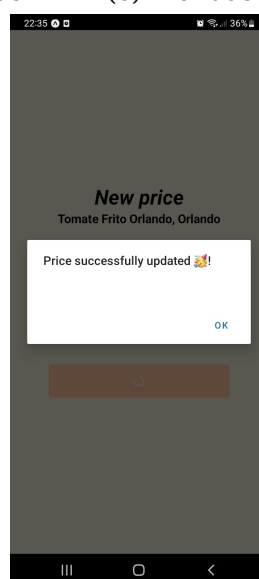 22:35 36%
New price
Tomate Frito Orlando, Orlando
Price successfully updated 🥳!
OK